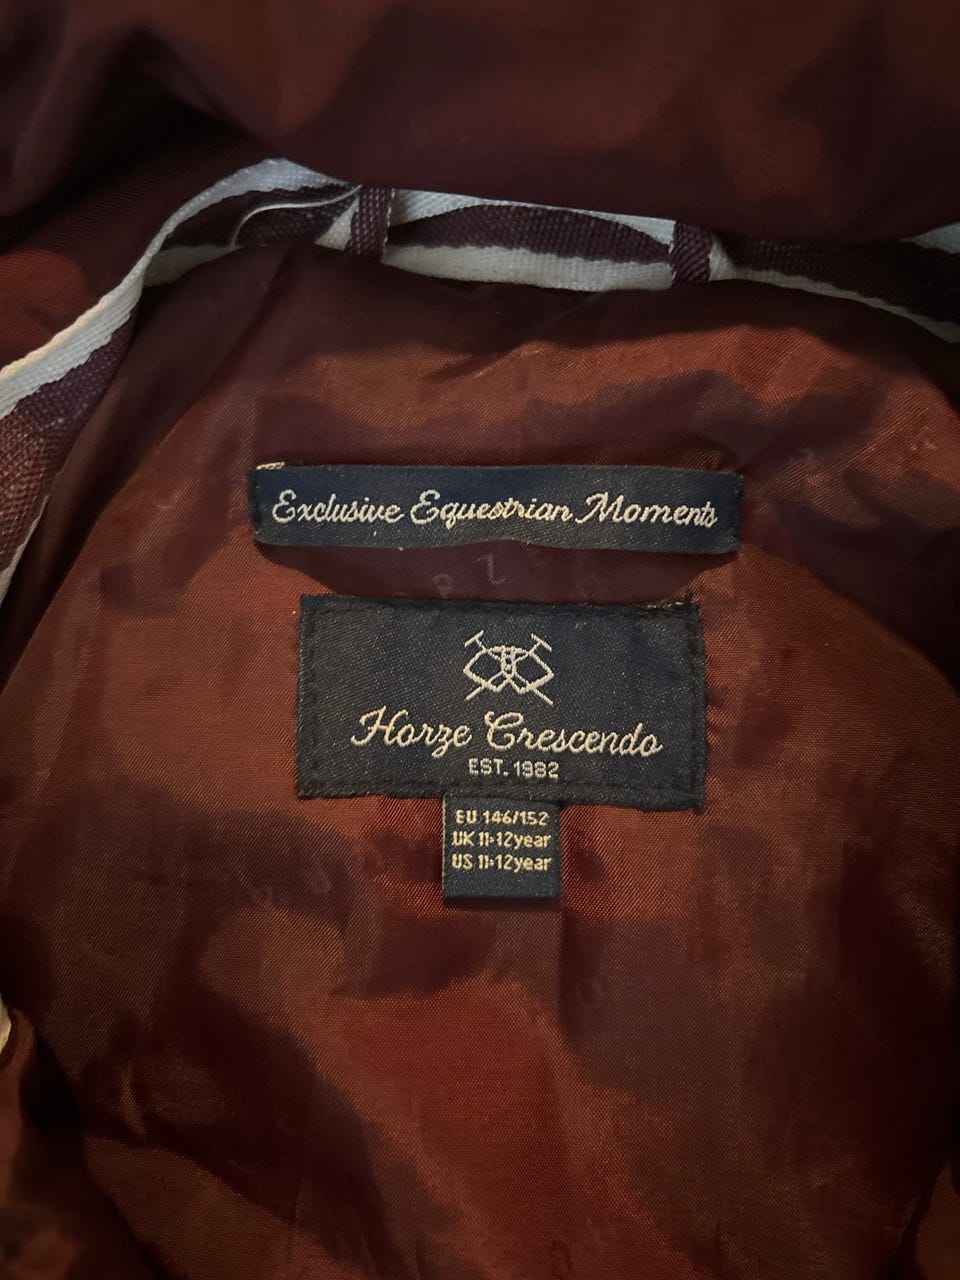 Exclusive Equestrian Moments
Horze Crescendo
EST. 1982
EU 146/152
UK 11-12year
US 11-12year